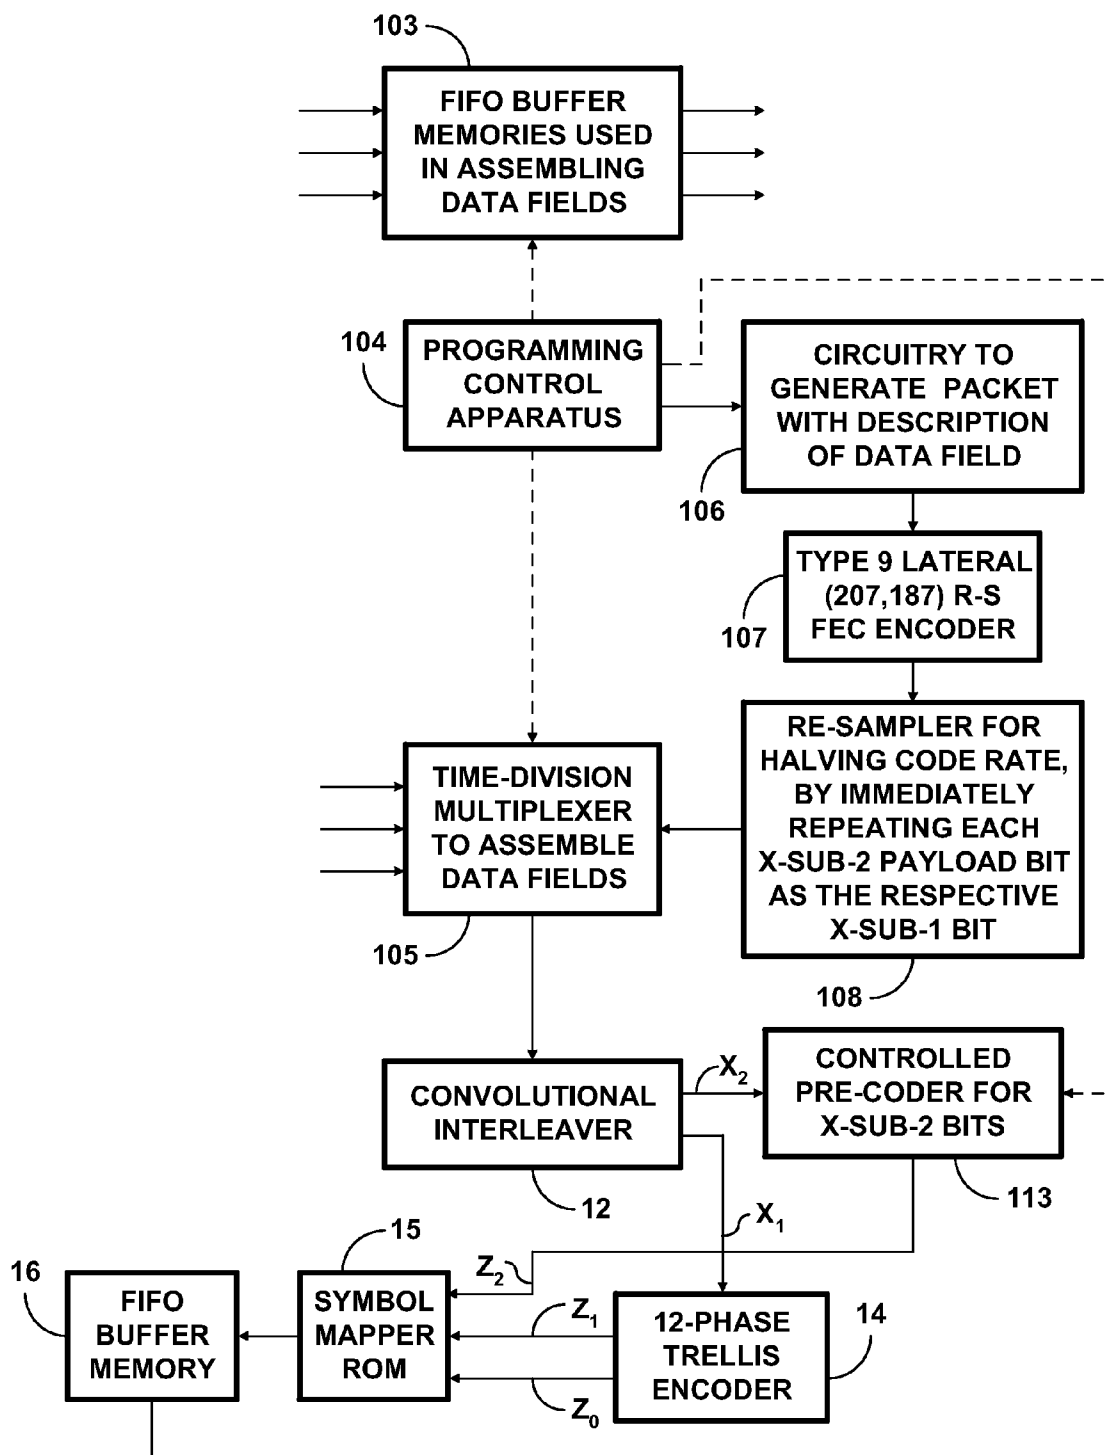 103
FIFO BUFFER
MEMORIES USED
IN ASSEMBLING
DATA FIELDS
104
PROGRAMMING
CONTROL
APPARATUS
CIRCUITRY TO
GENERATE PACKET
WITH DESCRIPTION
OF DATA FIELD
106
TYPE 9 LATERAL
(207,187) R-S
FEC ENCODER
107
RE-SAMPLER FOR
HALVING CODE RATE,
BY IMMEDIATELY
REPEATING EACH
X-SUB-2 PAYLOAD BIT
AS THE RESPECTIVE
X-SUB-1 BIT
108
TIME-DIVISION
MULTIPLEXER
TO ASSEMBLE
DATA FIELDS
105
CONVOLUTIONAL
INTERLEAVER
12
X₂
CONTROLLED
PRE-CODER FOR
X-SUB-2 BITS
113
X₁
15
Z₂
16
FIFO
BUFFER
MEMORY
SYMBOL
MAPPER
ROM
Z₁
Z₀
12-PHASE
TRELLIS
ENCODER
14